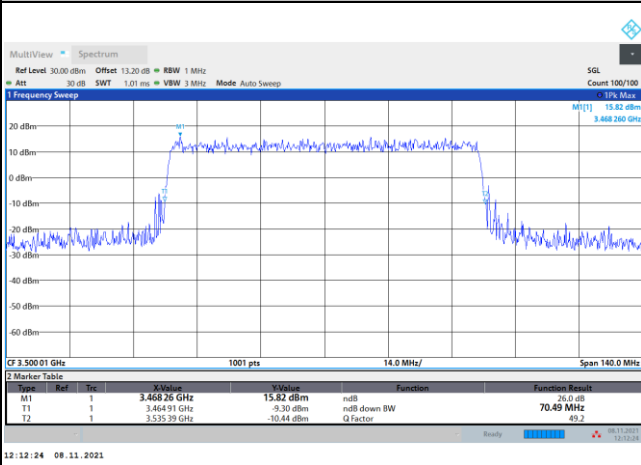 MultiView Spectrum
Ref Level 30.00 dBm Offset 13.20 dB RBW 1 MHz SGL
Att 30 dB SWT 1.01 ms VBW 3 MHz Mode Auto Sweep Count 100/100
1 Frequency Sweep 1Pk Max
M1[1] 15.82 dBm
3.468 260 GHz
M1
20 dBm
10 dBm
0 dBm
T1 T2
-10 dBm
-20 dBm
-30 dBm
-40 dBm
-50 dBm
-60 dBm
CF 3.500 01 GHz 1001 pts 14.0 MHz/ Span 140.0 MHz
2 Marker Table
Type Ref Trc X-Value Y-Value Function Function Result
M1 1 3.468 26 GHz 15.82 dBm ndB 26.0 dB
T1 1 3.464 91 GHz -9.30 dBm ndB down BW 70.49 MHz
T2 1 3.535 39 GHz -10.44 dBm Q Factor 49.2
Ready 08.11.2021
12:12:24
12:12:24 08.11.2021